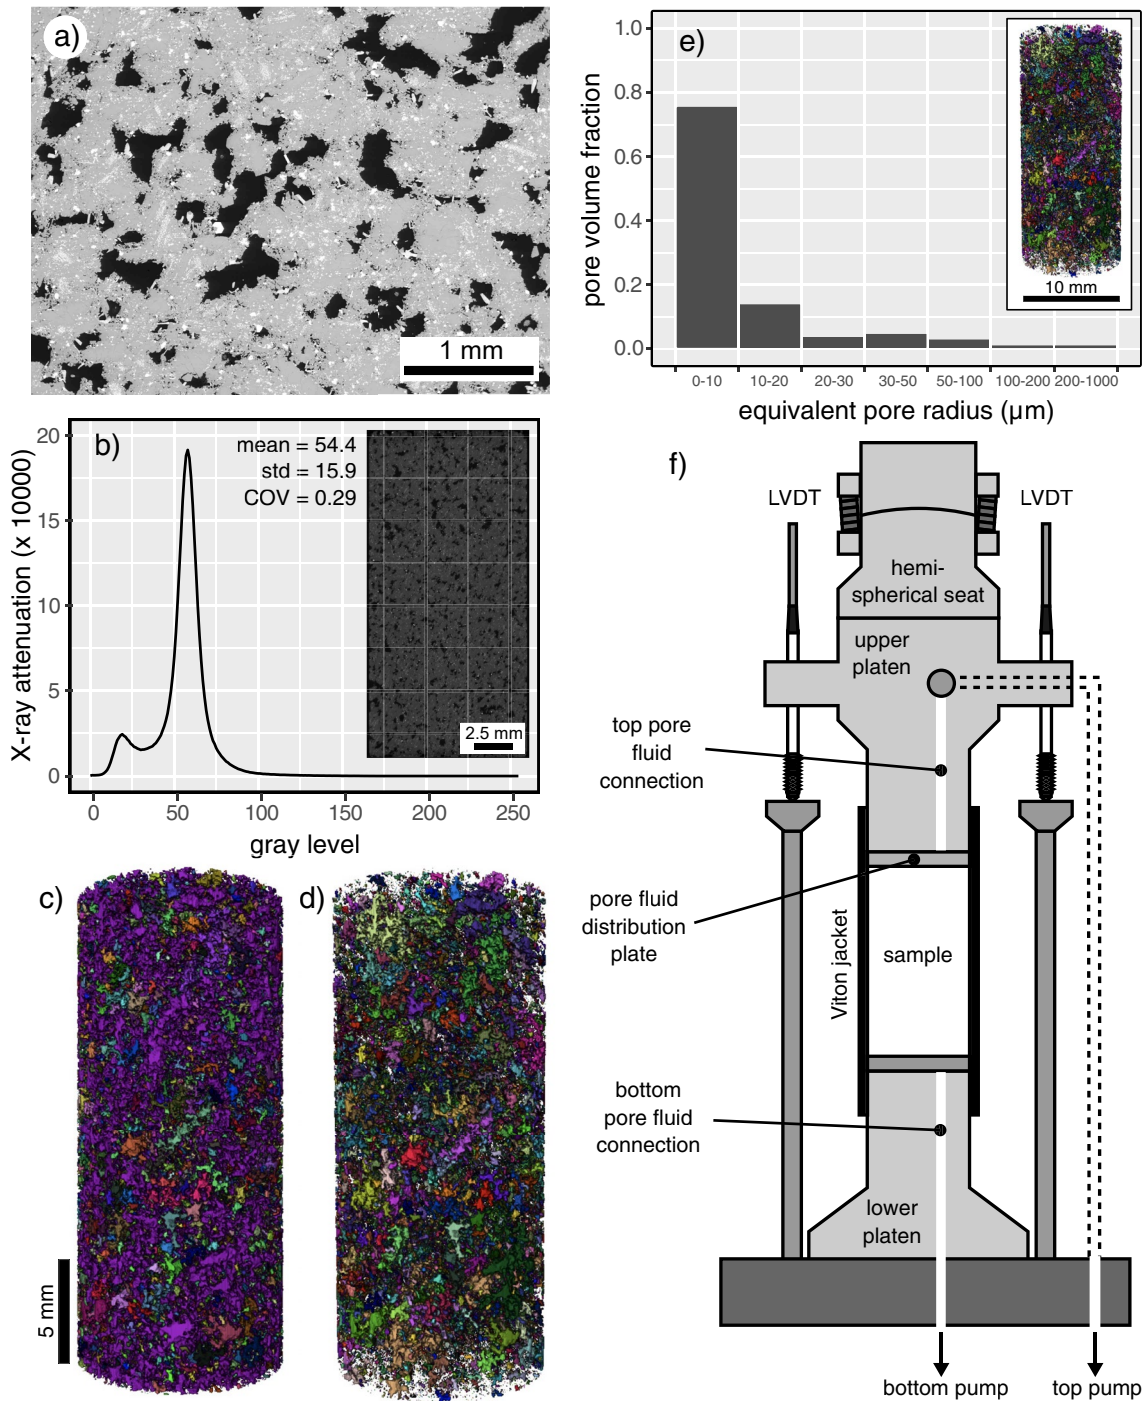 a)
1 mm
b)
mean = 54.4
std = 15.9
COV = 0.29
X-ray attenuation (x 10000)
20
15
10
5
0
2.5 mm
0
50
100
150
200
250
gray level
c)
5 mm
d)
e)
pore volume fraction
1.0
0.8
0.6
0.4
0.2
0.0
10 mm
0-10
10-20
20-30
30-50
50-100
100-200
200-1000
equivalent pore radius (µm)
f)
LVDT
LVDT
hemi-
spherical seat
upper
platen
top pore
fluid
connection
pore fluid
distribution
plate
Viton jacket
sample
bottom
pore fluid
connection
lower
platen
bottom pump
top pump